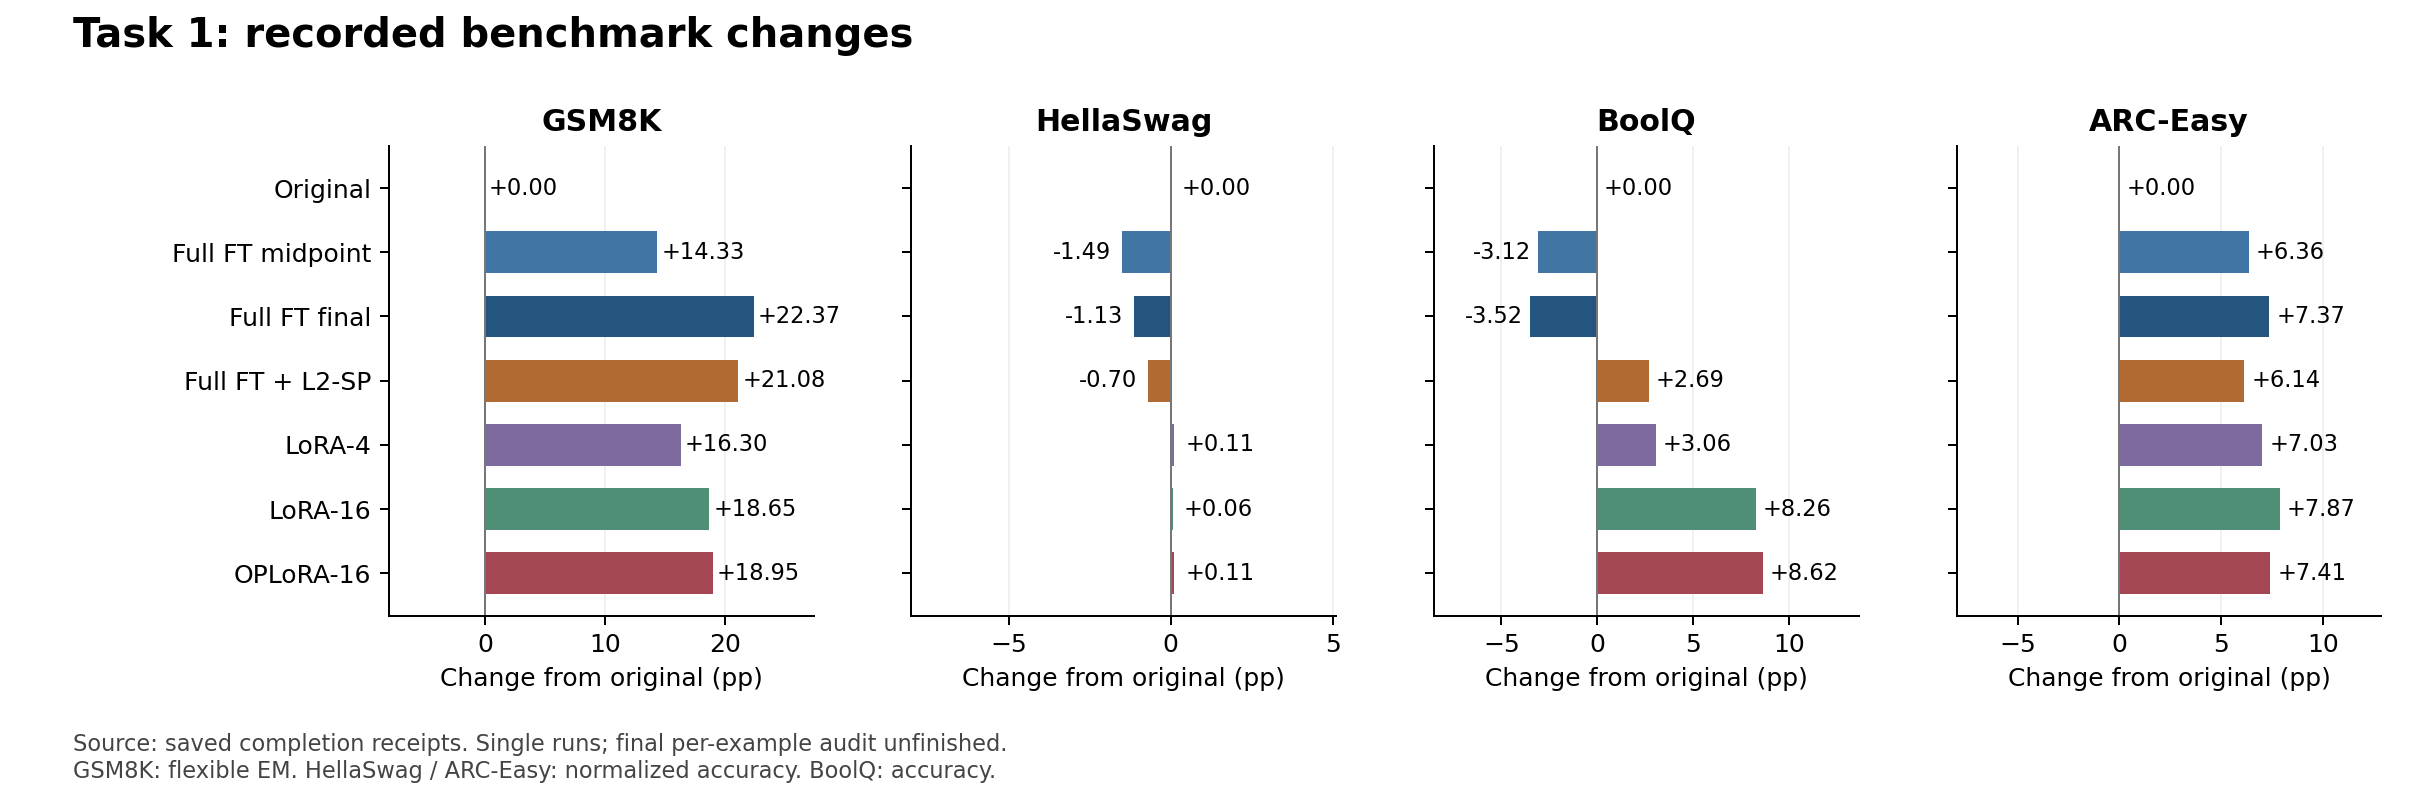 Task 1: recorded benchmark changes
GSM8K
HellaSwag
BoolQ
ARC-Easy
Original
+0.00
+0.00
+0.00
+0.00
Full FT midpoint
+14.33
-1.49
-3.12
+6.36
Full FT final
+22.37
-1.13
-3.52
+7.37
Full FT + L2-SP
+21.08
-0.70
+2.69
+6.14
LoRA-4
+16.30
+0.11
+3.06
+7.03
LoRA-16
+18.65
+0.06
+8.26
+7.87
OPLoRA-16
+18.95
+0.11
+8.62
+7.41
0 10 20
−5 0 5
−5 0 5 10
−5 0 5 10
Change from original (pp)
Change from original (pp)
Change from original (pp)
Change from original (pp)
Source: saved completion receipts. Single runs; final per-example audit unfinished.
GSM8K: flexible EM. HellaSwag / ARC-Easy: normalized accuracy. BoolQ: accuracy.